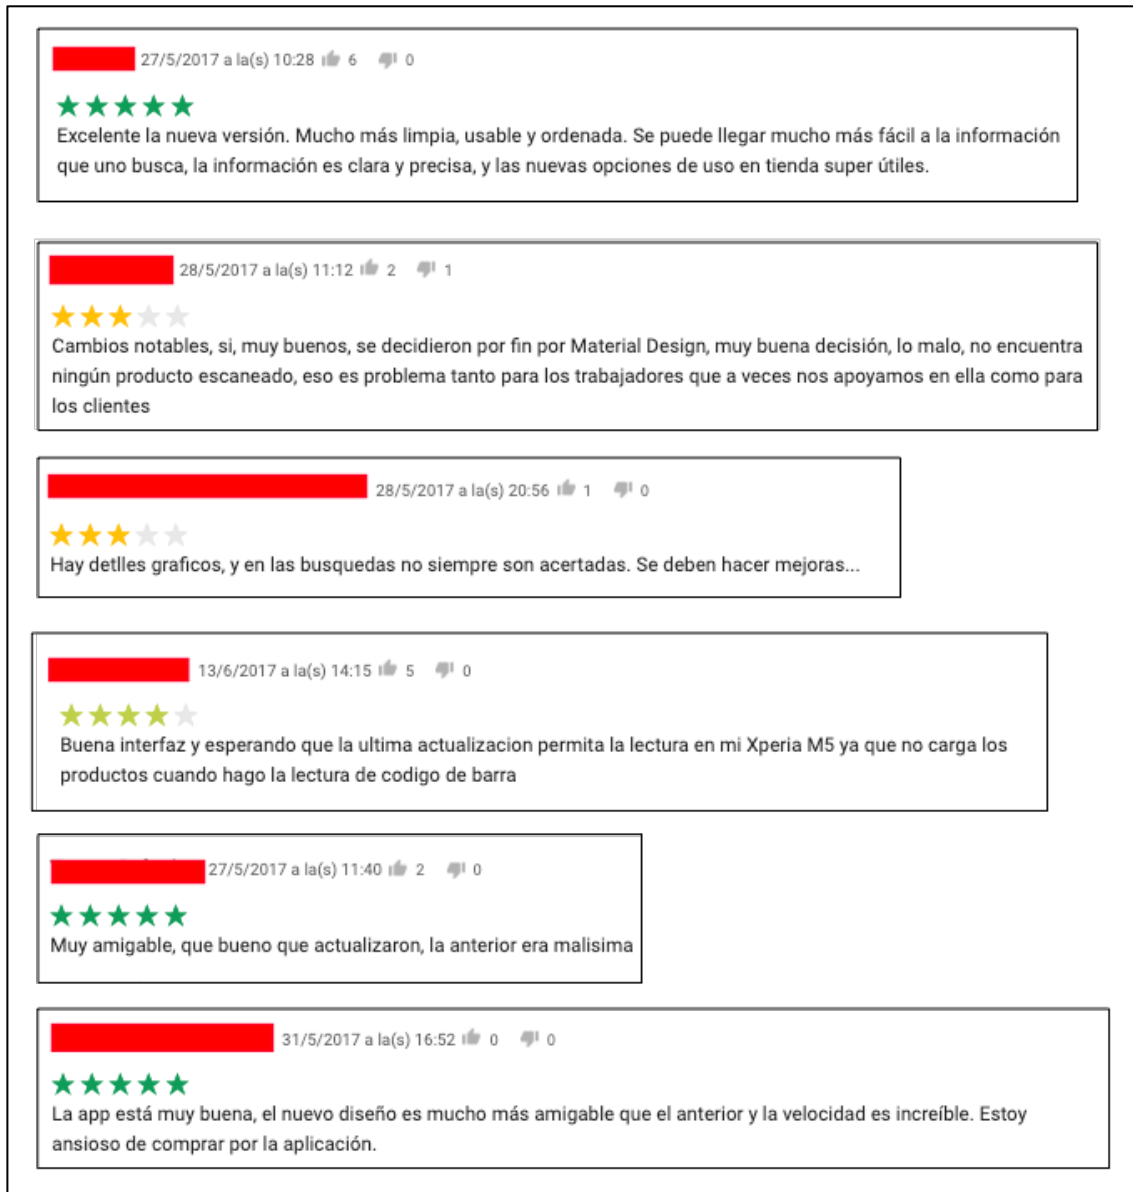 27/5/2017 a la(s) 10:28 6 0
Excelente la nueva versión. Mucho más limpia, usable y ordenada. Se puede llegar mucho más fácil a la información
que uno busca, la información es clara y precisa, y las nuevas opciones de uso en tienda super útiles.
28/5/2017 a la(s) 11:12 2 1
Cambios notables, si, muy buenos, se decidieron por fin por Material Design, muy buena decisión, lo malo, no encuentra
ningún producto escaneado, eso es problema tanto para los trabajadores que a veces nos apoyamos en ella como para
los clientes
28/5/2017 a la(s) 20:56 1 0
Hay detlles graficos, y en las busquedas no siempre son acertadas. Se deben hacer mejoras...
13/6/2017 a la(s) 14:15 5 0
Buena interfaz y esperando que la ultima actualizacion permita la lectura en mi Xperia M5 ya que no carga los
productos cuando hago la lectura de codigo de barra
27/5/2017 a la(s) 11:40 2 0
Muy amigable, que bueno que actualizaron, la anterior era malisima
31/5/2017 a la(s) 16:52 0 0
La app está muy buena, el nuevo diseño es mucho más amigable que el anterior y la velocidad es increíble. Estoy
ansioso de comprar por la aplicación.